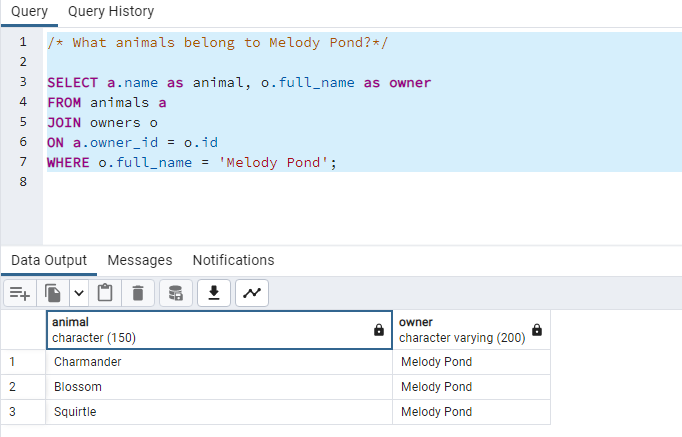 Query Query History
1 /* What animals belong to Melody Pond?*/
2
3 SELECT a.name as animal, o.full_name as owner
4 FROM animals a
5 JOIN owners o
6 ON a.owner_id = o.id
7 WHERE o.full_name = 'Melody Pond';
8
Data Output Messages Notifications
animal owner
character (150) character varying (200)
1 Charmander Melody Pond
2 Blossom Melody Pond
3 Squirtle Melody Pond